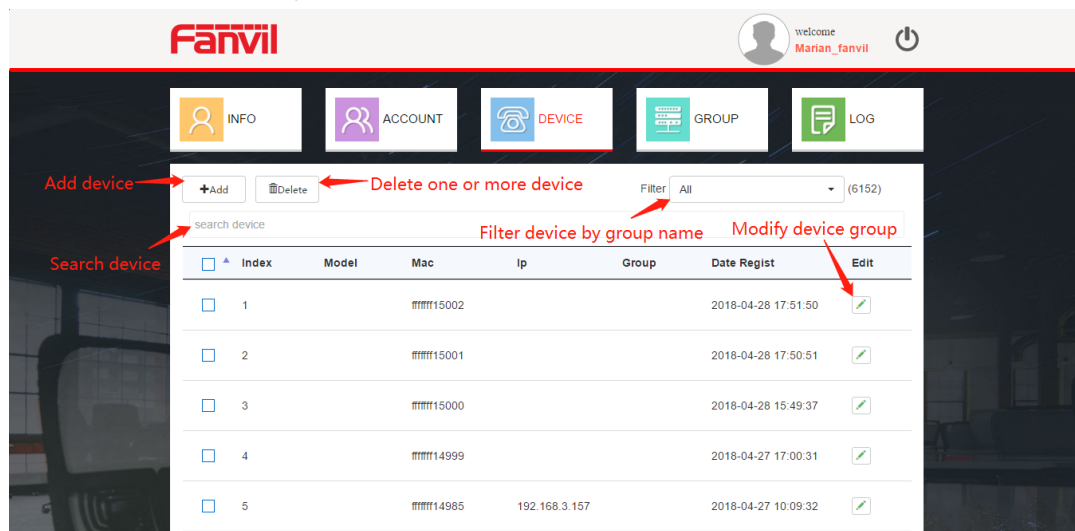 Fanvil
welcome
Marian_fanvil
INFO
ACCOUNT
DEVICE
GROUP
LOG
Add device
+Add
Delete
Delete one or more device
Filter
All
(6152)
search device
Search device
Filter device by group name
Modify device group
Index Model Mac Ip Group Date Regist Edit
1 fffffff15002 2018-04-28 17:51:50
2 fffffff15001 2018-04-28 17:50:51
3 fffffff15000 2018-04-28 15:49:37
4 fffffff14999 2018-04-27 17:00:31
5 fffffff14985 192.168.3.157 2018-04-27 10:09:32